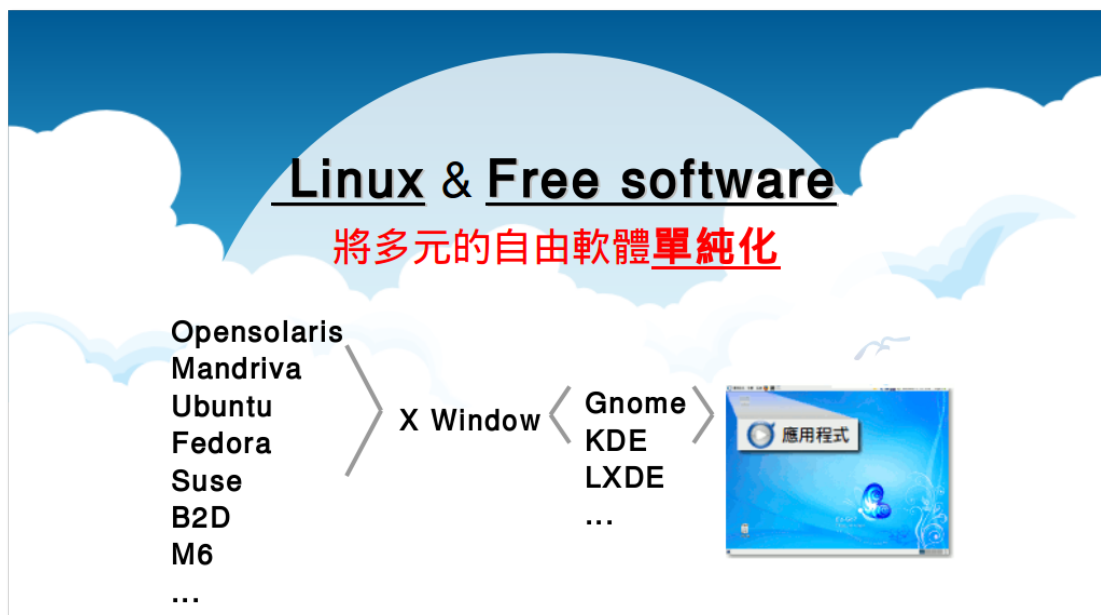 Linux & Free software
將多元的自由軟體單純化
Opensolaris
Mandriva
Ubuntu
Fedora
Suse
B2D
M6
...
X Window
Gnome
KDE
LXDE
...
應用程式